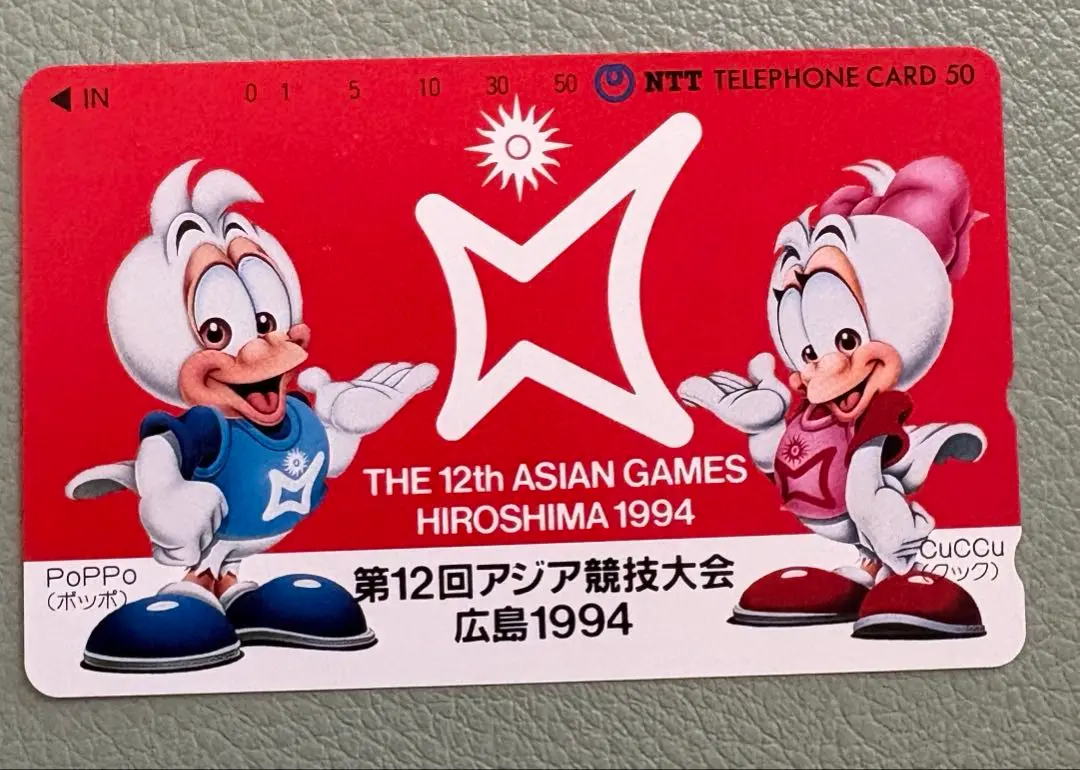 ◀ IN 0 1 5 10 30 50 NTT TELEPHONE CARD 50
THE 12th ASIAN GAMES
HIROSHIMA 1994
PoPPo
(ポッポ)
第12回アジア競技大会
広島1994
CuCCu
(クック)